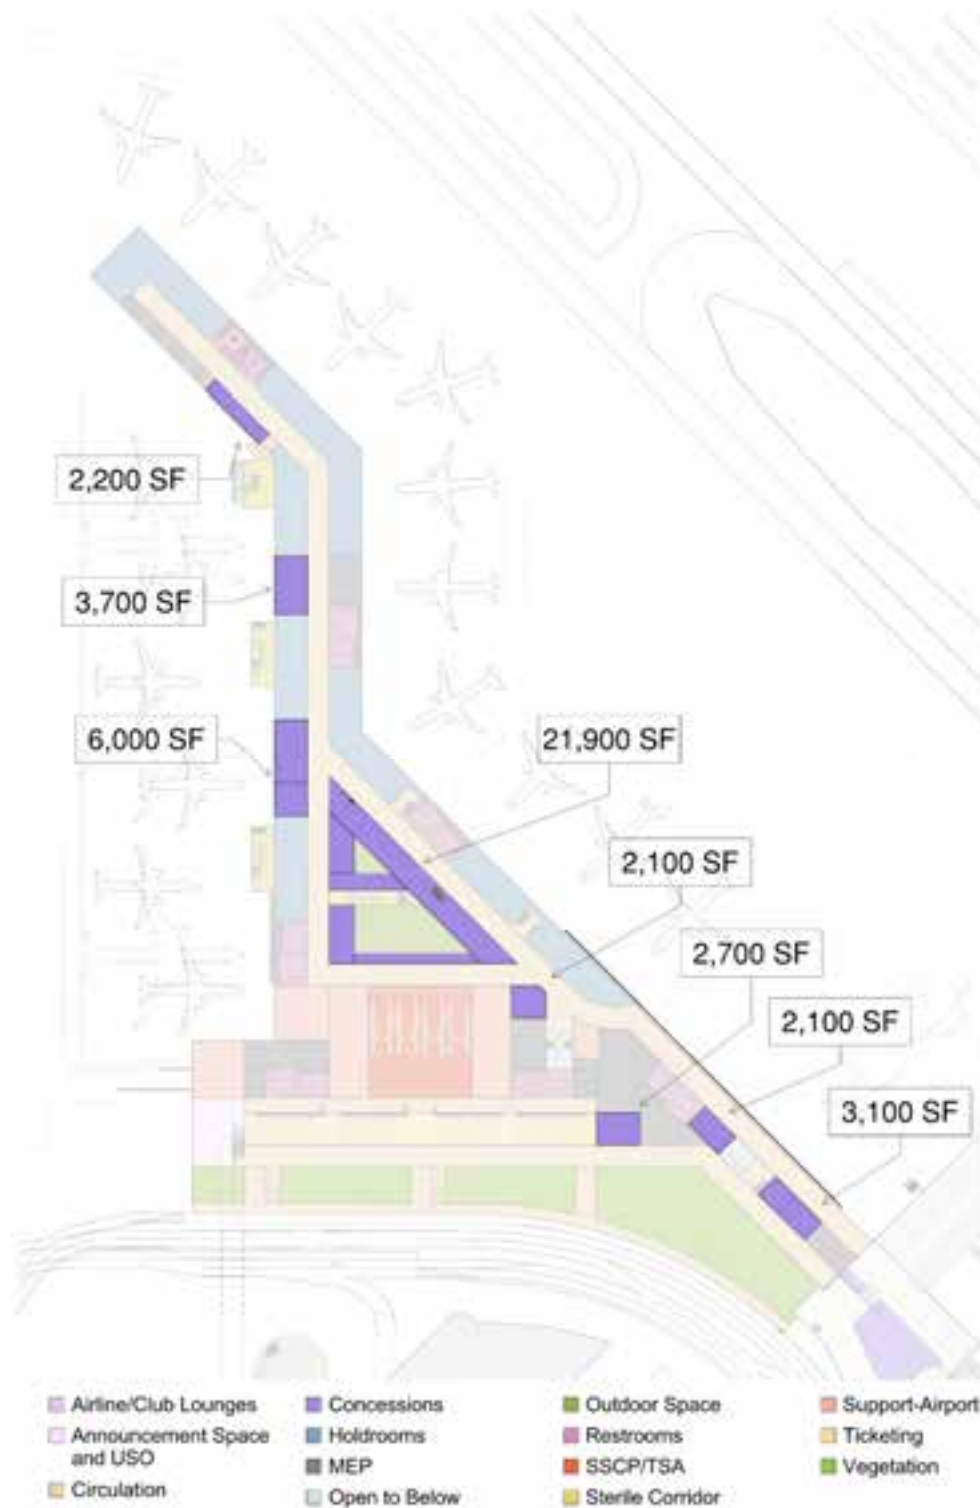 2,200 SF
3,700 SF
6,000 SF
21,900 SF
2,100 SF
2,700 SF
2,100 SF
3,100 SF
Airline/Club Lounges
Announcement Space
and USO
Circulation
Concessions
Holdrooms
MEP
Open to Below
Outdoor Space
Restrooms
SSCP/TSA
Sterile Corridor
Support-Airport
Ticketing
Vegetation